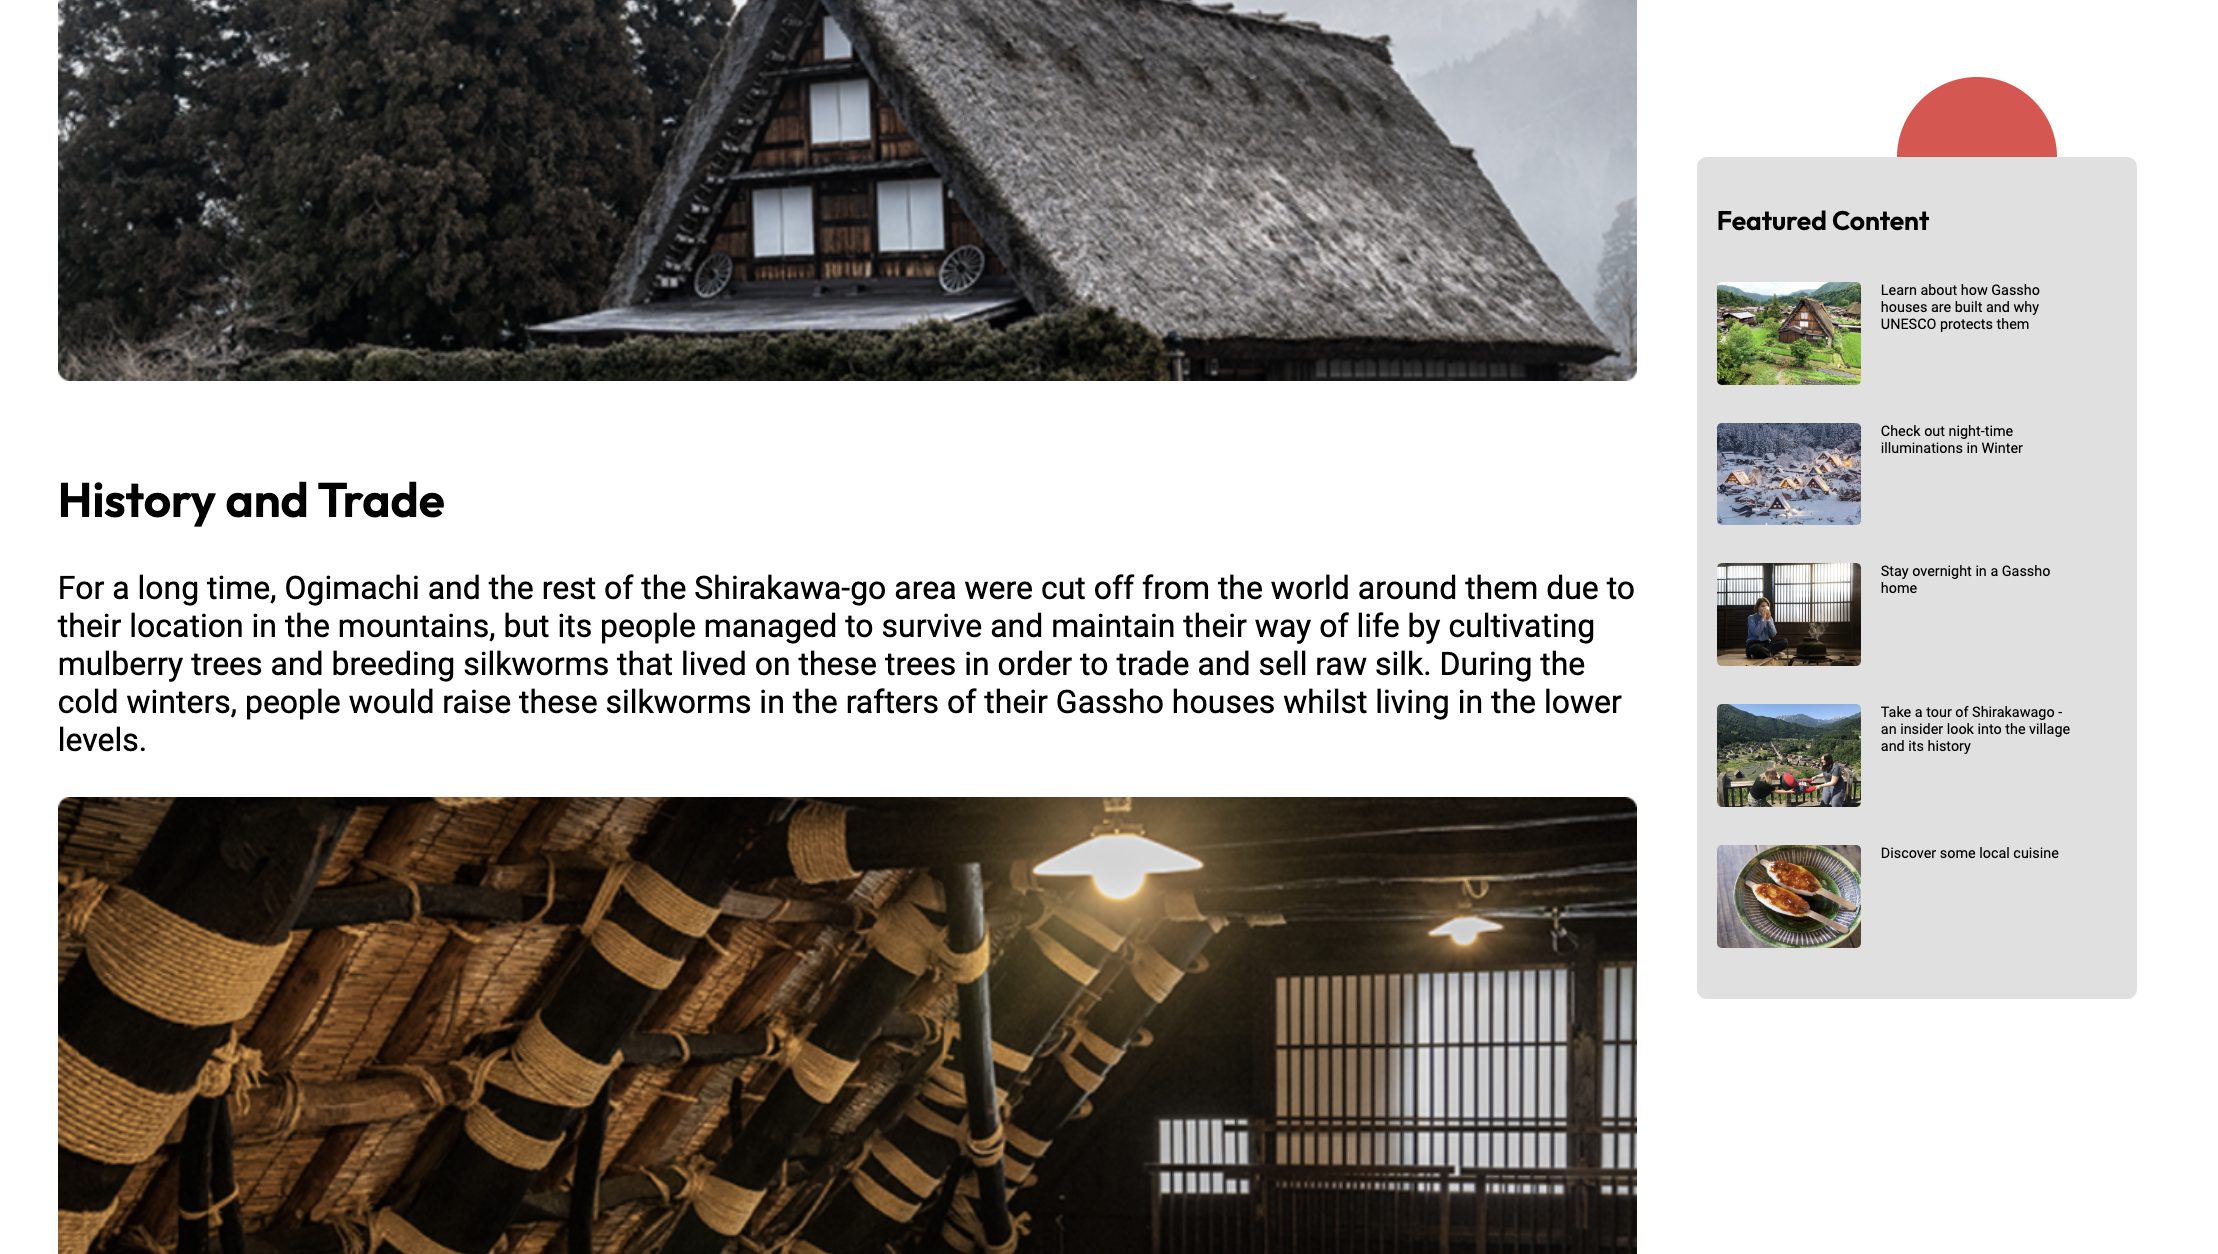 History and Trade
For a long time, Ogimachi and the rest of the Shirakawa-go area were cut off from the world around them due to
their location in the mountains, but its people managed to survive and maintain their way of life by cultivating
mulberry trees and breeding silkworms that lived on these trees in order to trade and sell raw silk. During the
cold winters, people would raise these silkworms in the rafters of their Gassho houses whilst living in the lower
levels.
Featured Content
Learn about how Gassho
houses are built and why
UNESCO protects them
Check out night-time
illuminations in Winter
Stay overnight in a Gassho
home
Take a tour of Shirakawago -
an insider look into the village
and its history
Discover some local cuisine